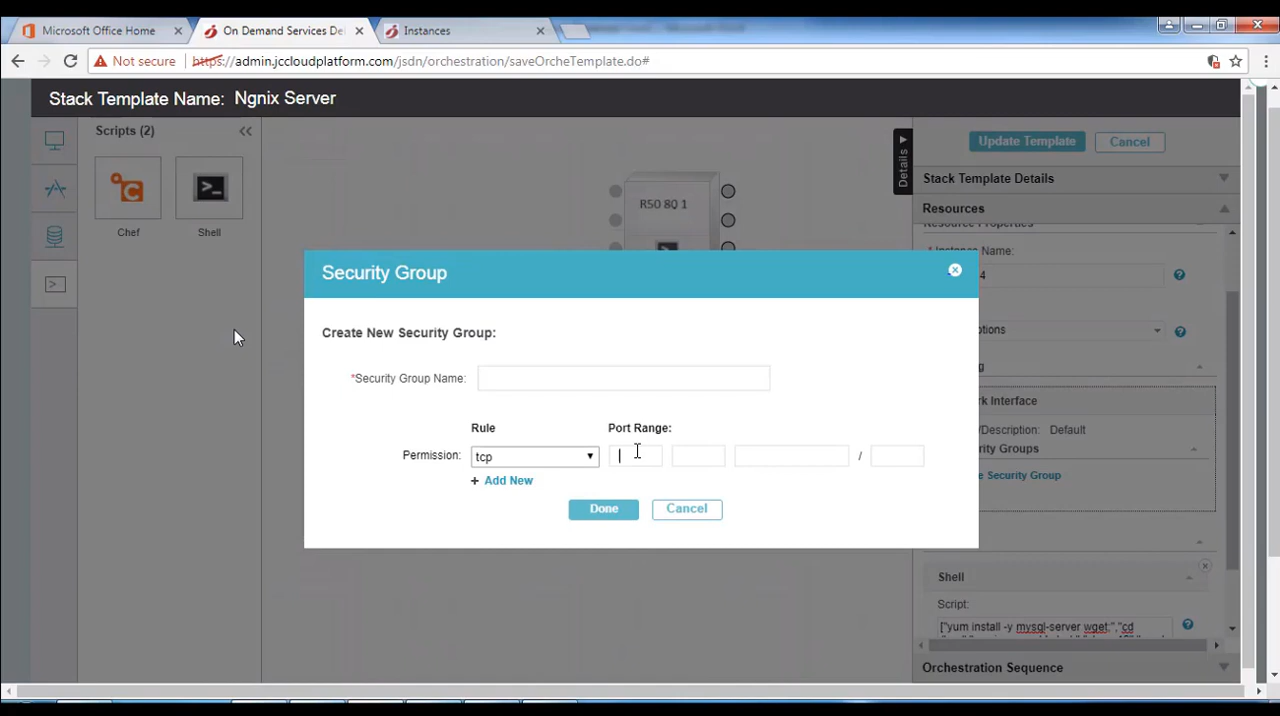 Microsoft Office Home
On Demand Services De
Instances
Not secure
https://admin.jccloudplatform.com/jsdn/orchestration/saveOrcheTemplate.do#
Stack Template Name: Ngnix Server
Scripts (2)
Chef
Shell
R50 80 1
Details
Update Template
Cancel
Stack Template Details
Resources
Resource Properties
* Instance Name:
4
ptions
g
rk Interface
/Description: Default
ecurity Groups
e Security Group
Shell
Script:
["yum install -y mysql-server wget;","cd
Orchestration Sequence
Security Group
Create New Security Group:
*Security Group Name:
Rule
Port Range:
Permission:
tcp
/
+ Add New
Done
Cancel